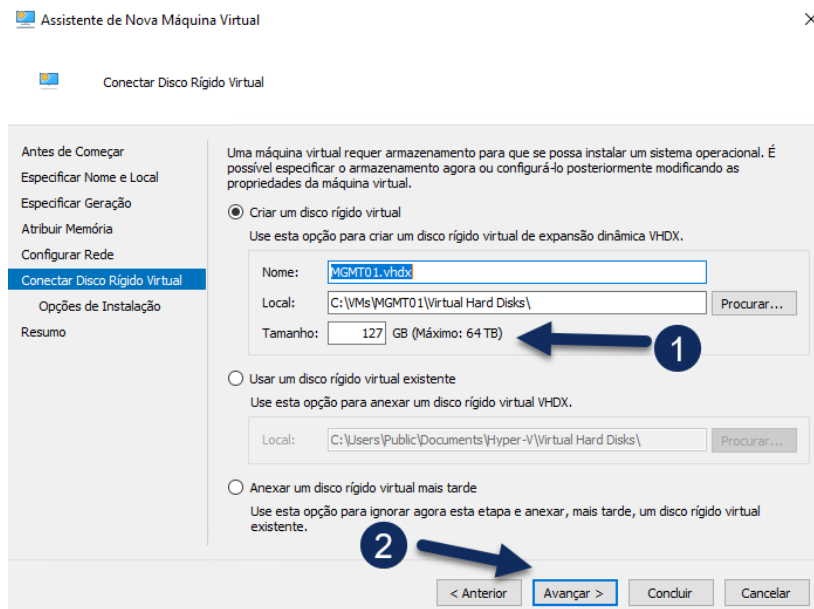 Assistente de Nova Máquina Virtual
Conectar Disco Rígido Virtual
Antes de Começar
Especificar Nome e Local
Especificar Geração
Atribuir Memória
Configurar Rede
Conectar Disco Rígido Virtual
Opções de Instalação
Resumo
Uma máquina virtual requer armazenamento para que se possa instalar um sistema operacional. É
possível especificar o armazenamento agora ou configurá-lo posteriormente modificando as
propriedades da máquina virtual.
Criar um disco rígido virtual
Use esta opção para criar um disco rígido virtual de expansão dinâmica VHDX.
Nome: MGMT01.vhdx
Local: C:\VMs\MGMT01\Virtual Hard Disks\ Procurar...
Tamanho: 127 GB (Máximo: 64 TB)
1
Usar um disco rígido virtual existente
Use esta opção para anexar um disco rígido virtual VHDX.
Local: C:\Users\Public\Documents\Hyper-V\Virtual Hard Disks\ Procurar...
Anexar um disco rígido virtual mais tarde
Use esta opção para ignorar agora esta etapa e anexar, mais tarde, um disco rígido virtual
existente.
2
< Anterior Avançar > Concluir Cancelar